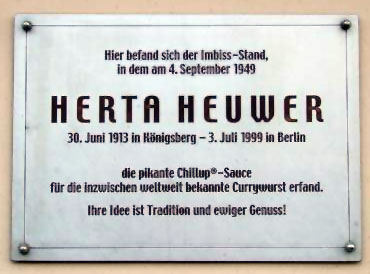 Hier befand sich der Imbiss-Stand,
in dem am 4. September 1949
HERTA HEUWER
30. Juni 1913 in Königsberg – 3. Juli 1999 in Berlin
die pikante Chillup®-Sauce
für die inzwischen weltweit bekannte Currywurst erfand.
Ihre Idee ist Tradition und ewiger Genuss!